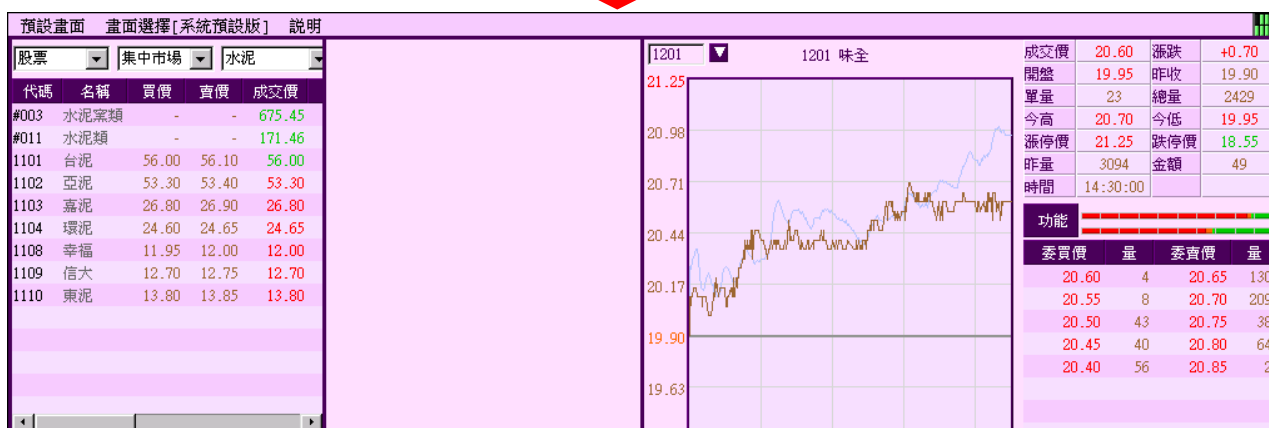 預設畫面 畫面選擇[系統預設版] 説明
股票 集中市場 水泥
代碼 名稱 買價 賣價 成交價
#003 水泥窯類 - - 675.45
#011 水泥類 - - 171.46
1101 台泥 56.00 56.10 56.00
1102 亞泥 53.30 53.40 53.30
1103 嘉泥 26.80 26.90 26.80
1104 環泥 24.60 24.65 24.65
1108 幸福 11.95 12.00 12.00
1109 信大 12.70 12.75 12.70
1110 東泥 13.80 13.85 13.80
1201 1201 味全
21.25
20.98
20.71
20.44
20.17
19.90
19.63
成交價 20.60 漲跌 +0.70
開盤 19.95 昨收 19.90
單量 23 總量 2429
今高 20.70 今低 19.95
漲停價 21.25 跌停價 18.55
昨量 3094 金額 49
時間 14:30:00
功能
委買價 量 委賣價 量
20.60 4 20.65 130
20.55 8 20.70 209
20.50 43 20.75 38
20.45 40 20.80 64
20.40 56 20.85 2